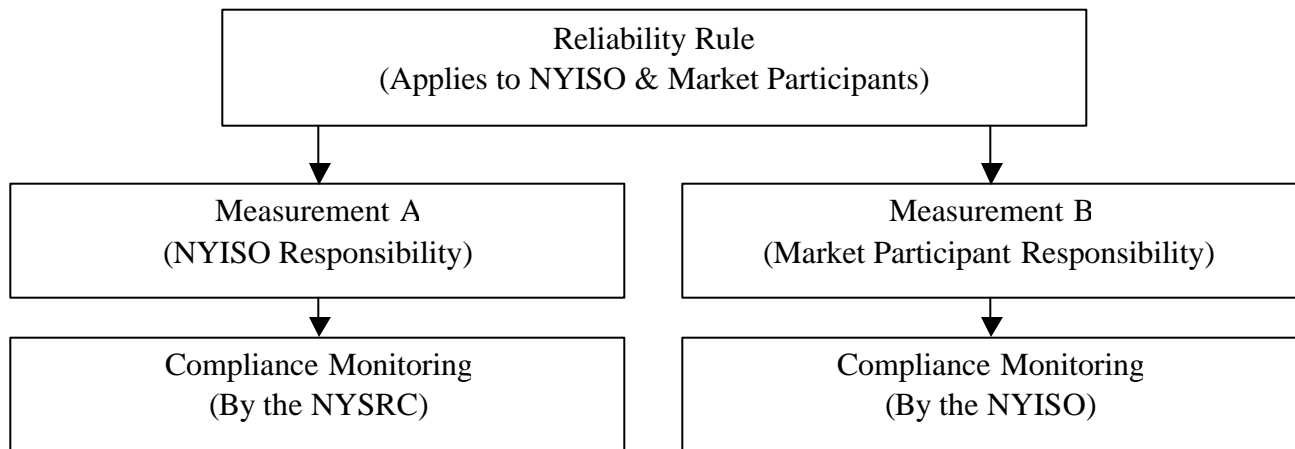 Reliability Rule
(Applies to NYISO & Market Participants)
Measurement A
(NYISO Responsibility)
Measurement B
(Market Participant Responsibility)
Compliance Monitoring
(By the NYSRC)
Compliance Monitoring
(By the NYISO)